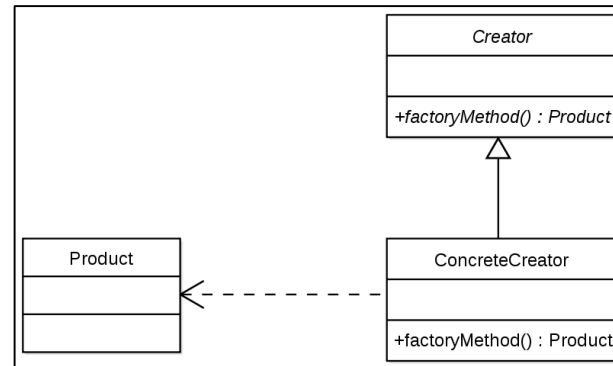 Creator
+factoryMethod() : Product
Product
ConcreteCreator
+factoryMethod() : Product